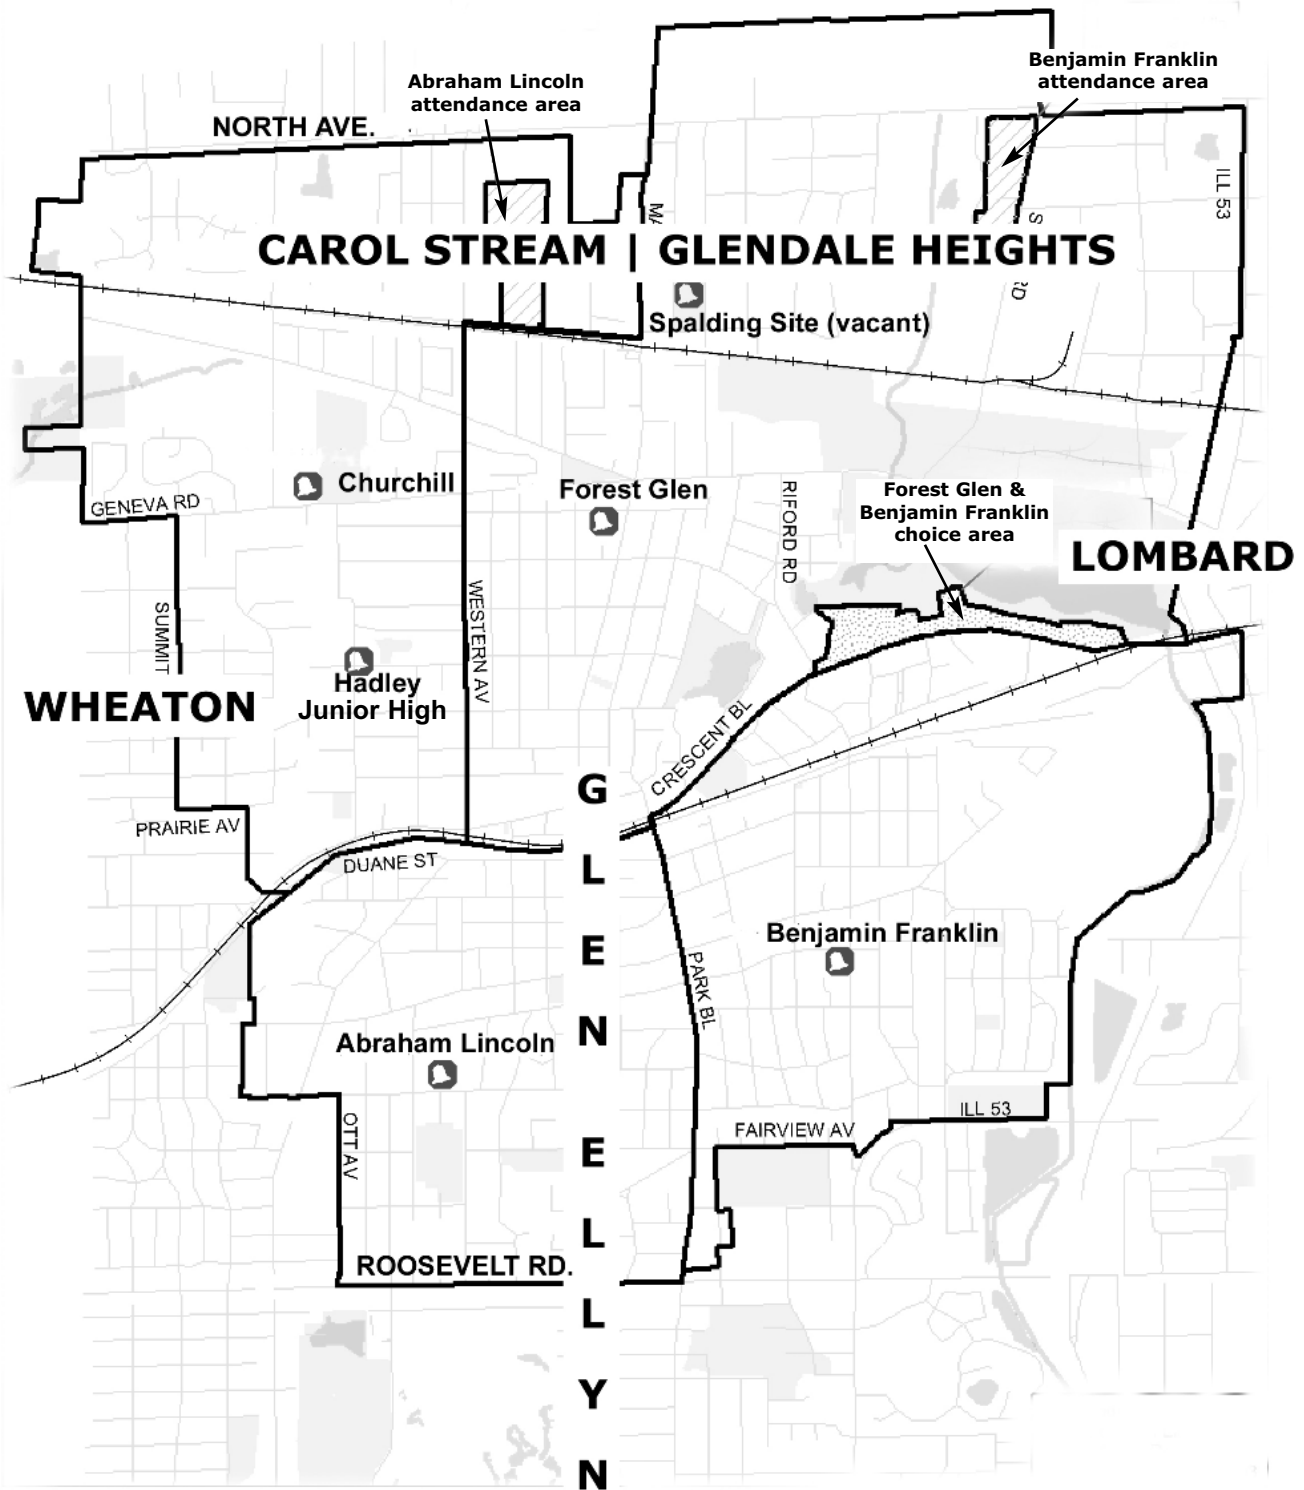 Benjamin Franklin
attendance area
Abraham Lincoln
attendance area
NORTH AVE.
ILL 53
CAROL STREAM | GLENDALE HEIGHTS
RD
Spalding Site (vacant)
Churchill
Forest Glen
RIFORD RD
Forest Glen &
Benjamin Franklin
choice area
GENEVA RD
LOMBARD
SUMMIT
WESTERN AV
Hadley
Junior High
WHEATON
CRESCENT BL
PRAIRIE AV
DUANE ST
GLEN ELLYN
Benjamin Franklin
PARK BL
Abraham Lincoln
ILL 53
OTT AV
FAIRVIEW AV
ROOSEVELT RD.